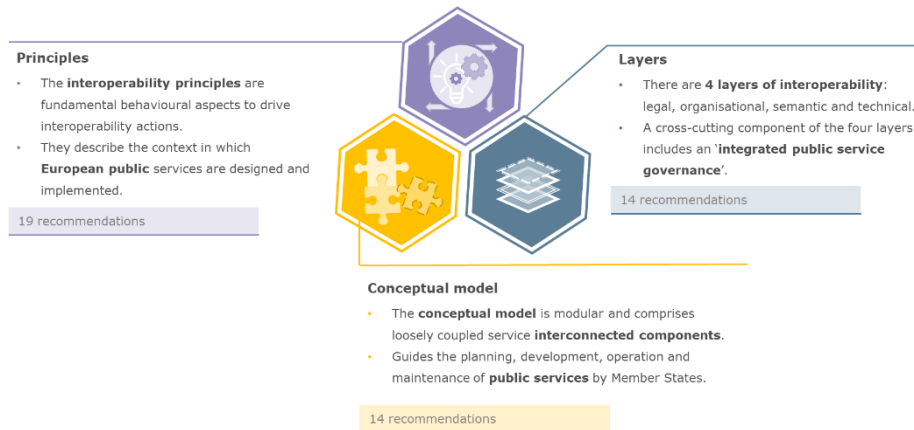 Principles
• The interoperability principles are
fundamental behavioural aspects to drive
interoperability actions.
• They describe the context in which
European public services are designed and
implemented.
19 recommendations
Layers
• There are 4 layers of interoperability:
legal, organisational, semantic and technical.
• A cross-cutting component of the four layers
includes an ‘integrated public service
governance’.
14 recommendations
Conceptual model
• The conceptual model is modular and comprises
loosely coupled service interconnected components.
• Guides the planning, development, operation and
maintenance of public services by Member States.
14 recommendations